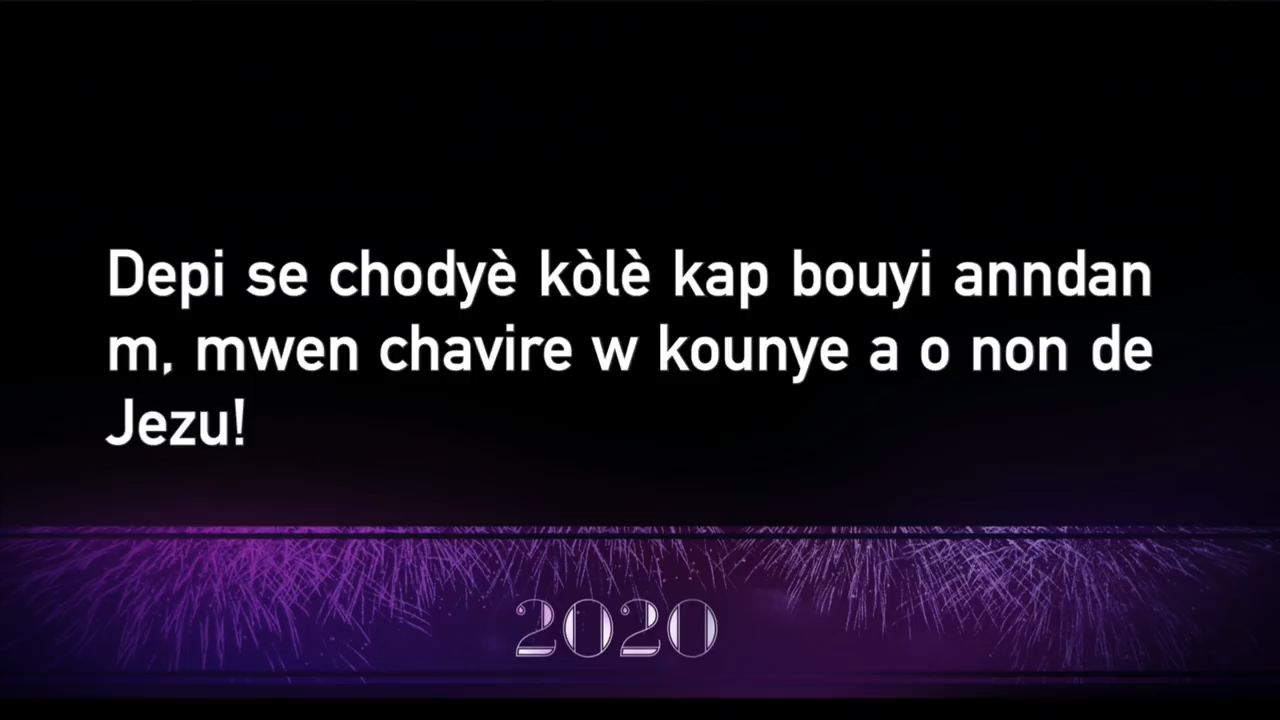 Depi se chodyè kòlè kap bouyi anndan
m, mwen chavire w kounye a o non de
Jezu!
2020